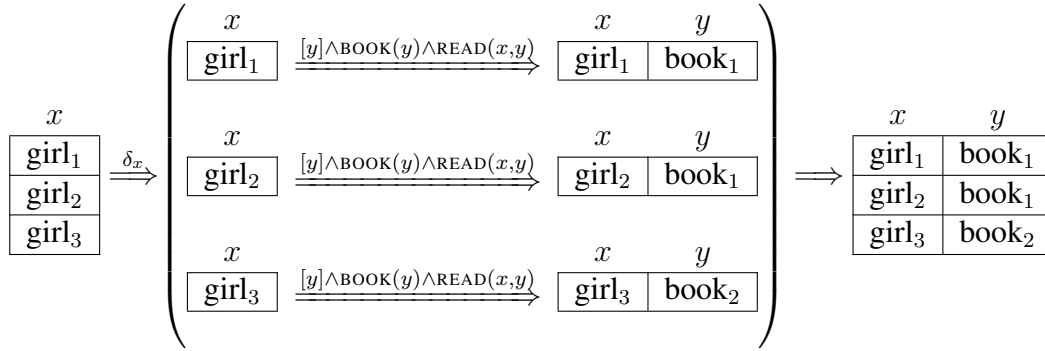 x y
girl₁ [y]∧BOOK(y)∧READ(x,y) girl₁ book₁
x x y x y
girl₁ girl₁ book₁
girl₂ δₓ girl₂ [y]∧BOOK(y)∧READ(x,y) girl₂ book₁ girl₂ book₁
girl₃ girl₃ book₂
x y
girl₃ [y]∧BOOK(y)∧READ(x,y) girl₃ book₂